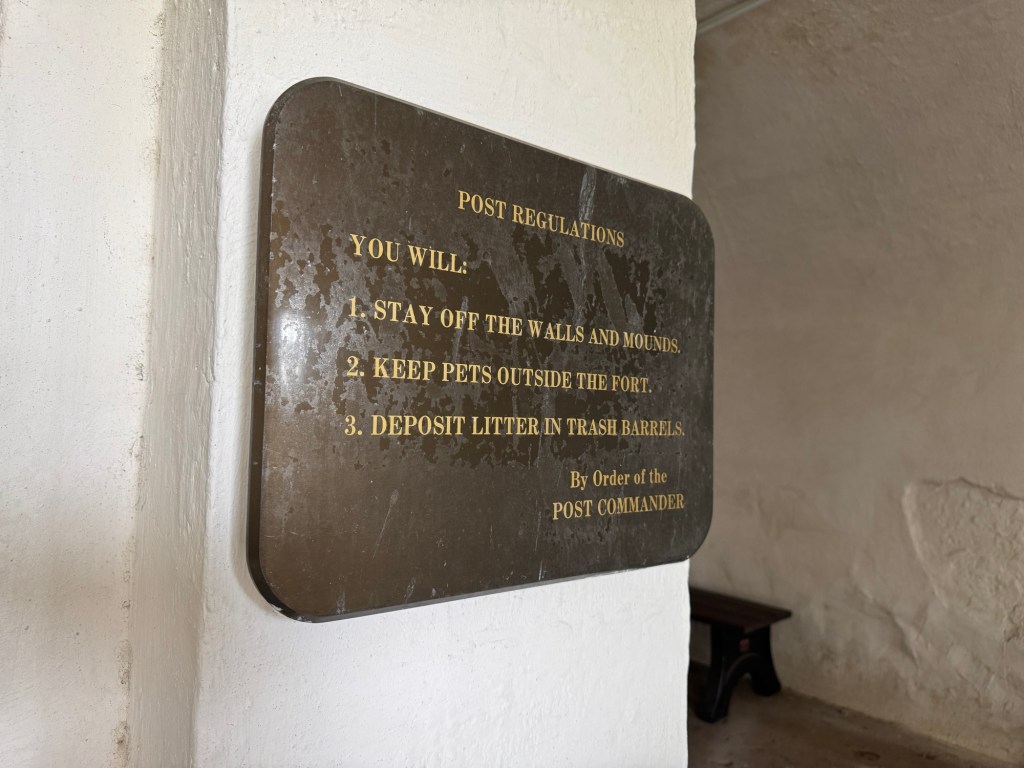 POST REGULATIONS
YOU WILL:
1. STAY OFF THE WALLS AND MOUNDS.
2. KEEP PETS OUTSIDE THE FORT.
3. DEPOSIT LITTER IN TRASH BARRELS.
By Order of the
POST COMMANDER